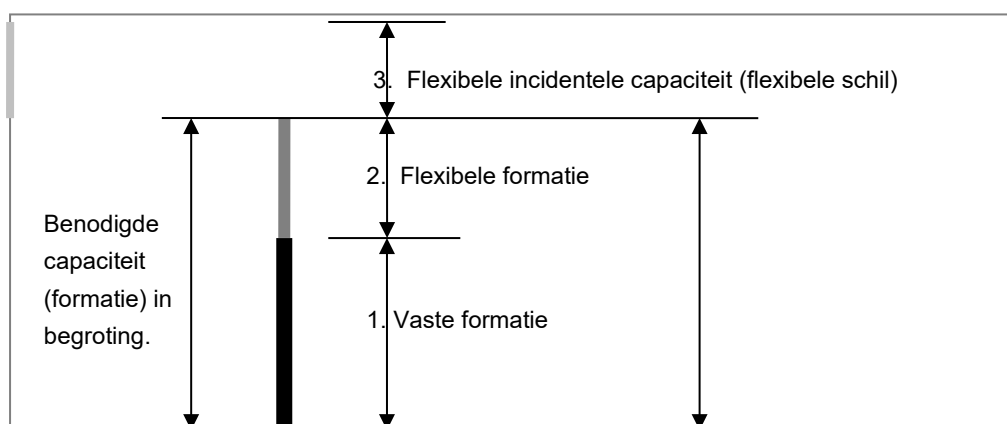 3. Flexibele incidentele capaciteit (flexibele schil)
2. Flexibele formatie
Benodigde
capaciteit
(formatie) in
begroting.
1. Vaste formatie